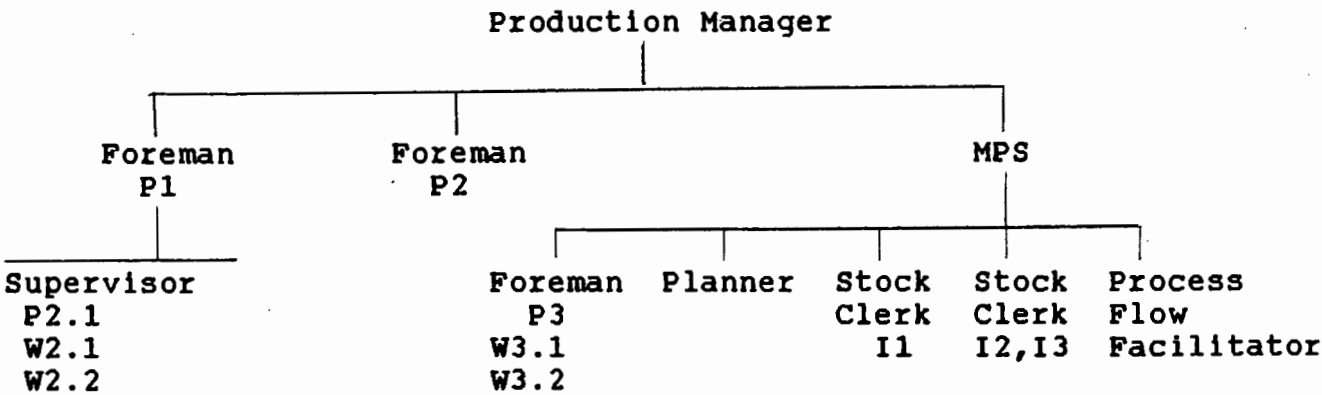 Production Manager
Foreman Foreman MPS
P1 P2
Supervisor Foreman Planner Stock Stock Process
P2.1 P3 Clerk Clerk Flow
W2.1 W3.1 I1 I2,I3 Facilitator
W2.2 W3.2